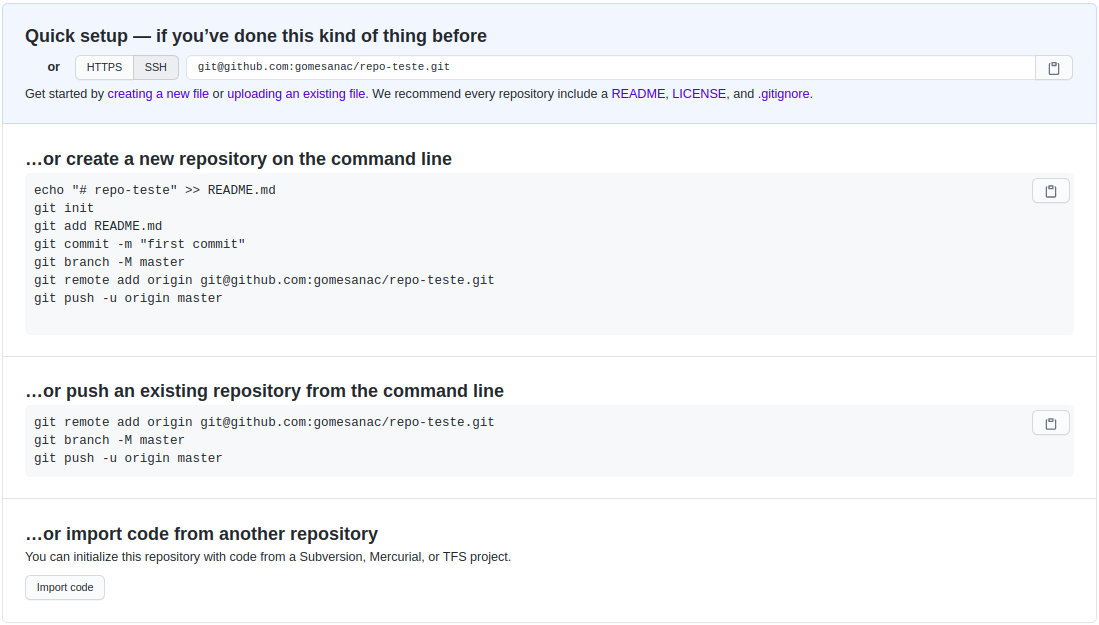 Quick setup — if you’ve done this kind of thing before
or HTTPS SSH git@github.com:gomesanac/repo-teste.git
Get started by creating a new file or uploading an existing file. We recommend every repository include a README, LICENSE, and .gitignore.
…or create a new repository on the command line
echo "# repo-teste" >> README.md
git init
git add README.md
git commit -m "first commit"
git branch -M master
git remote add origin git@github.com:gomesanac/repo-teste.git
git push -u origin master
…or push an existing repository from the command line
git remote add origin git@github.com:gomesanac/repo-teste.git
git branch -M master
git push -u origin master
…or import code from another repository
You can initialize this repository with code from a Subversion, Mercurial, or TFS project.
Import code